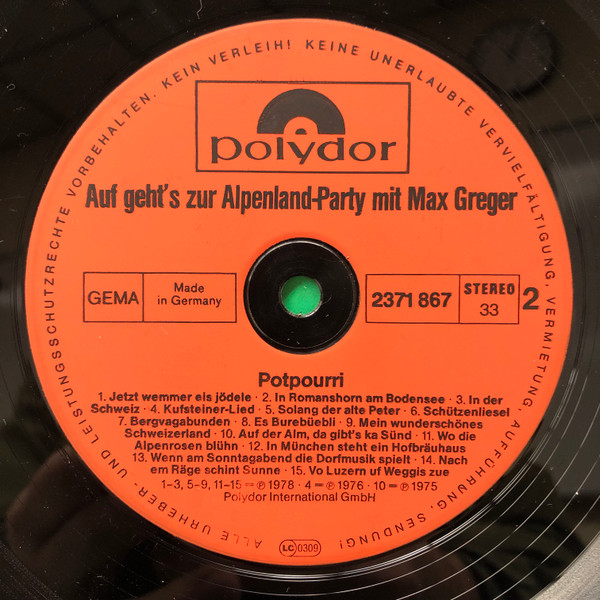 ALLE URHEBER- UND LEISTUNGSSCHUTZRECHTE VORBEHALTEN. KEIN VERLEIH! KEINE UNERLAUBTE VERVIELFÄLTIGUNG, VERMIETUNG, AUFFÜHRUNG, SENDUNG!
polydor
Auf geht's zur Alpenland-Party mit Max Greger
GEMA
Made
in Germany
2371 867
STEREO
33
2
Potpourri
1. Jetzt wemmer eis jödele · 2. In Romanshorn am Bodensee · 3. In der
Schweiz · 4. Kufsteiner-Lied · 5. Solang der alte Peter · 6. Schützenliesel
7. Bergvagabunden · 8. Es Burebüebli · 9. Mein wunderschönes
Schweizerland · 10. Auf der Alm, da gibt's ka Sünd · 11. Wo die
Alpenrosen blühn · 12. In München steht ein Hofbräuhaus
13. Wenn am Sonntagabend die Dorfmusik spielt · 14. Nach
em Räge schint Sunne · 15. Vo Luzern uf Weggis zue
1-3, 5-9, 11-15 = ℗ 1978 · 4 = ℗ 1976 · 10 = ℗ 1975
Polydor International GmbH
LC 0309